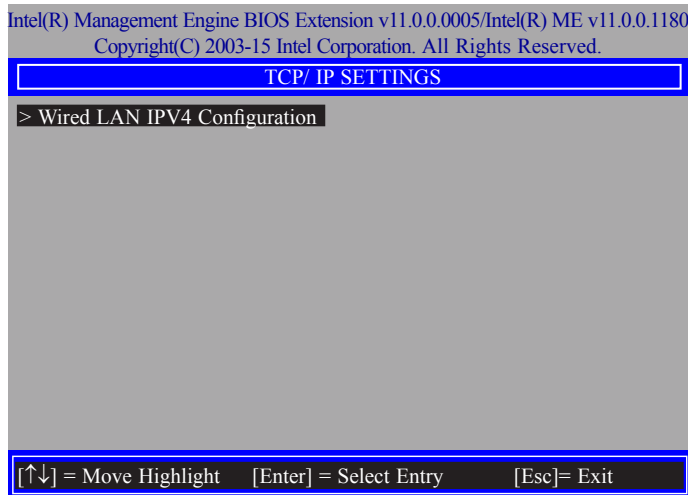 Intel(R) Management Engine BIOS Extension v11.0.0.0005/Intel(R) ME v11.0.0.1180
Copyright(C) 2003-15 Intel Corporation. All Rights Reserved.
TCP/ IP SETTINGS
> Wired LAN IPV4 Configuration
[↑↓] = Move Highlight [Enter] = Select Entry [Esc]= Exit